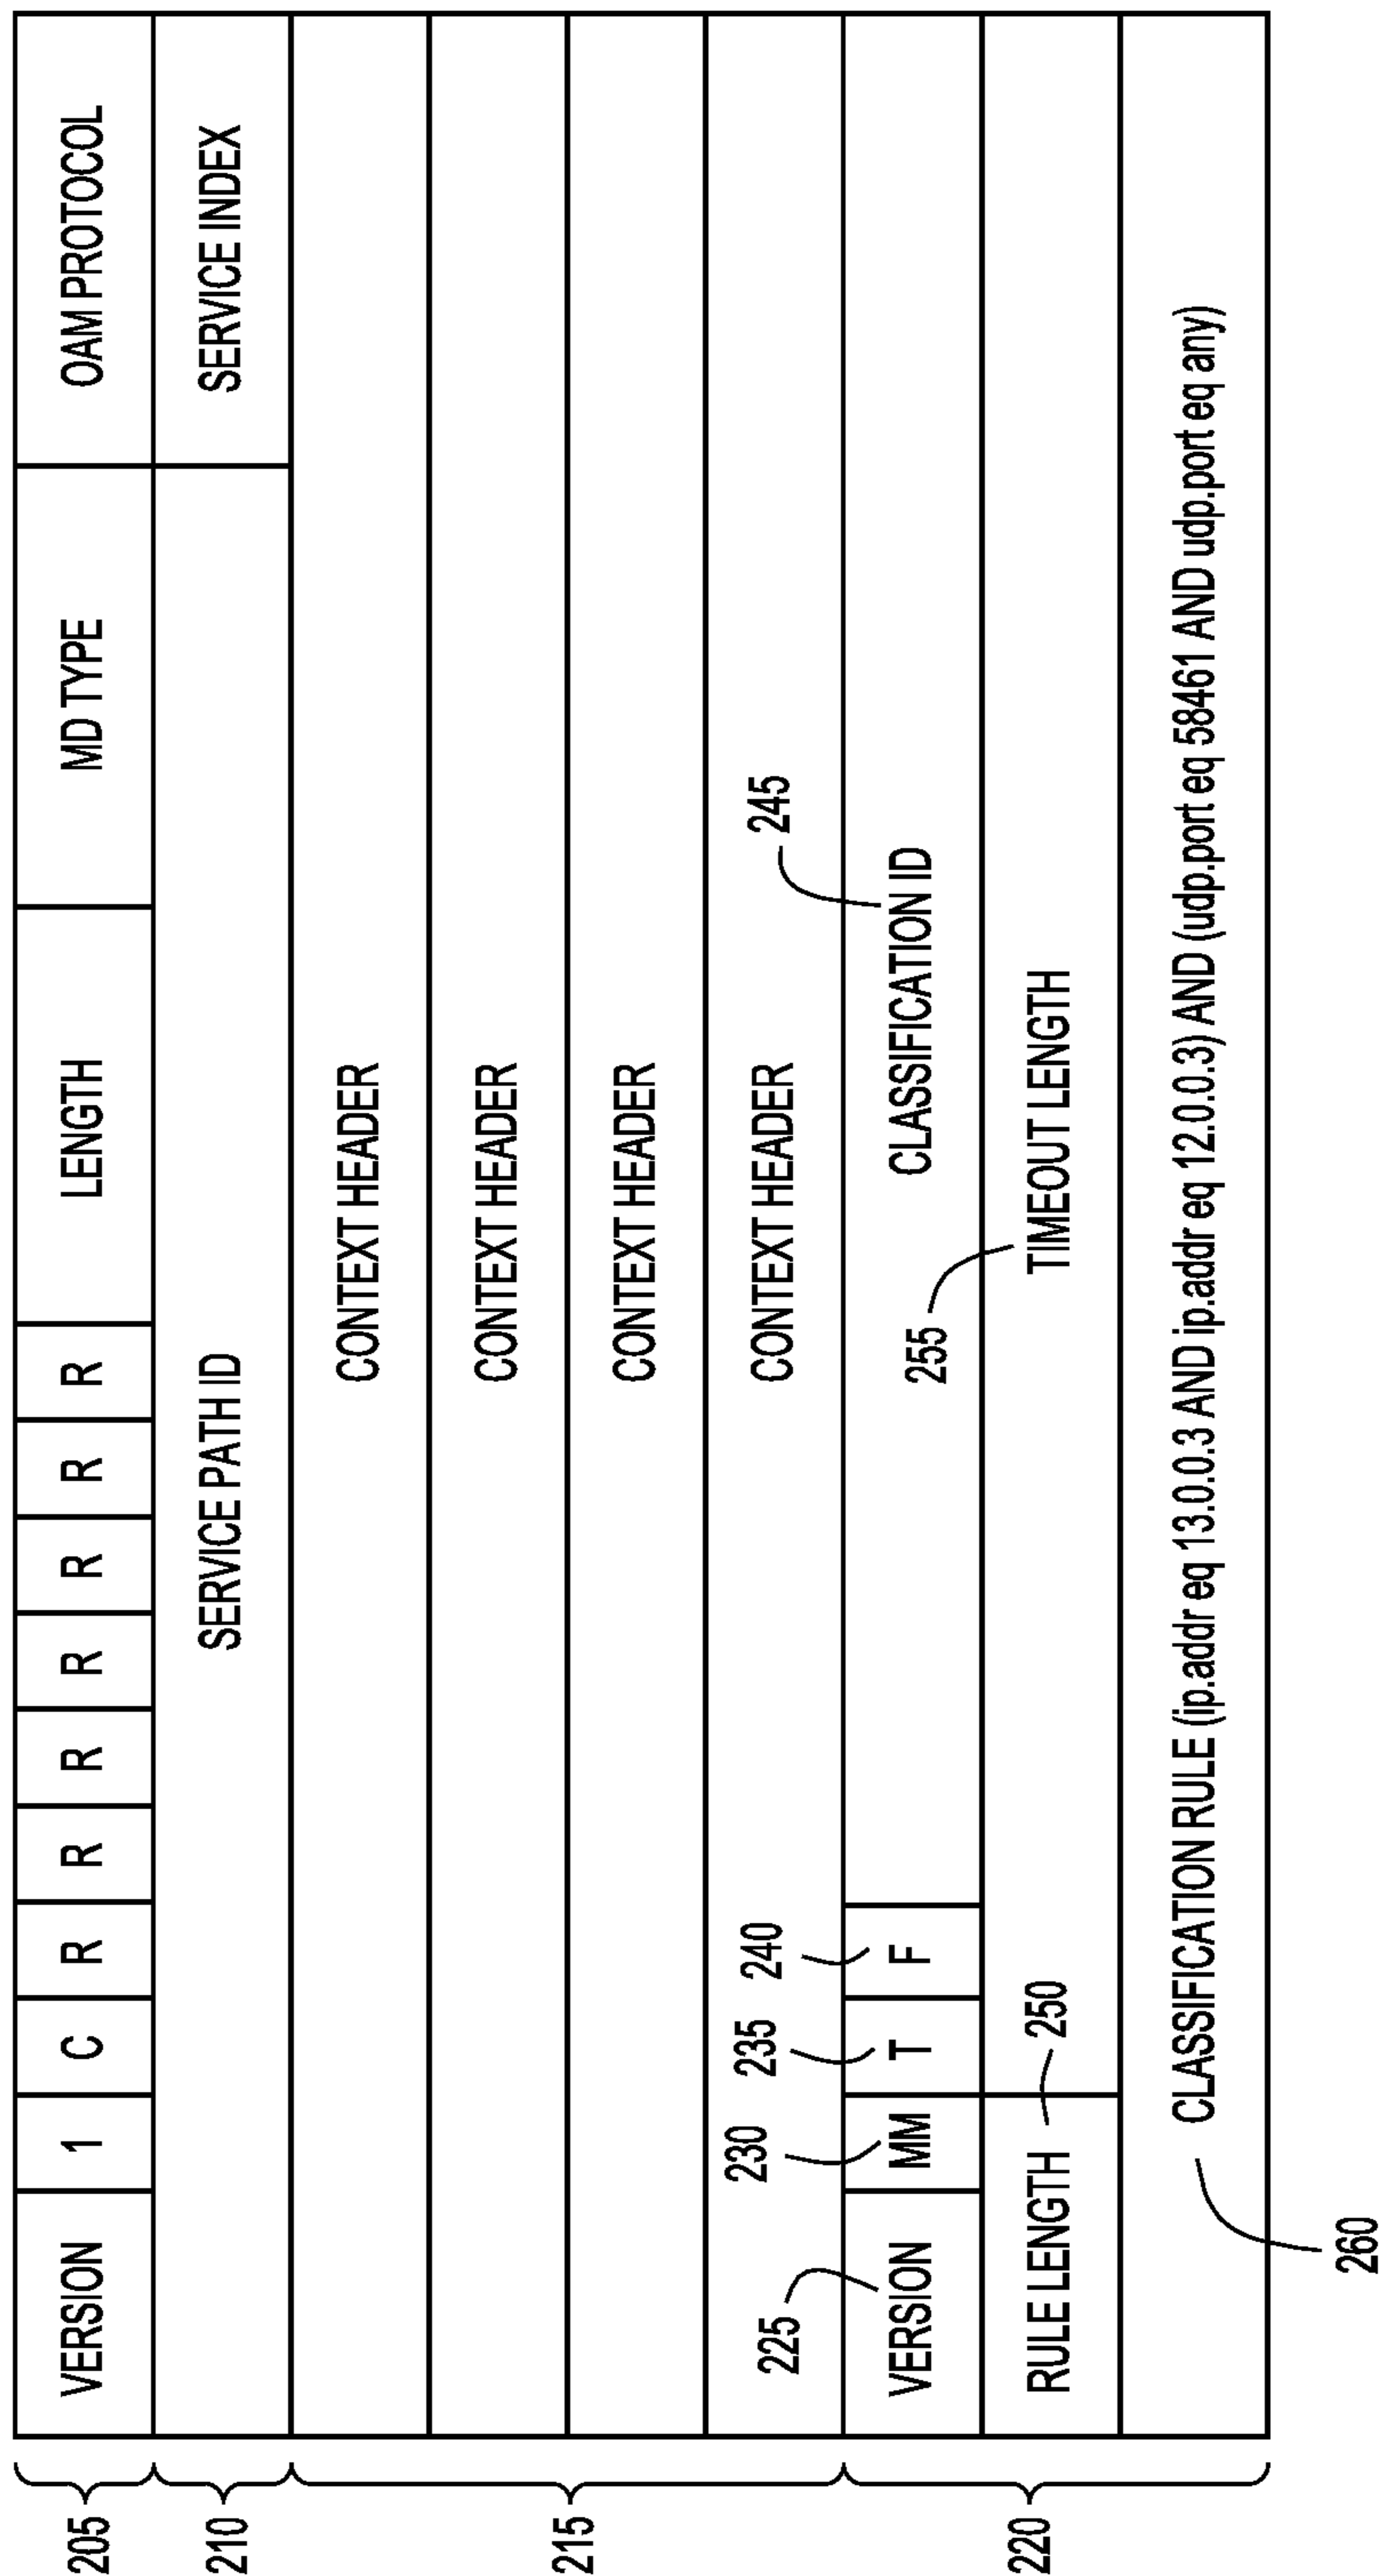 205
VERSION 1 C R R R R R R R LENGTH MD TYPE OAM PROTOCOL
210
SERVICE PATH ID SERVICE INDEX
215
CONTEXT HEADER
CONTEXT HEADER
CONTEXT HEADER
CONTEXT HEADER
220
225 230 235 240 245
VERSION MM T F CLASSIFICATION ID
250 255
RULE LENGTH TIMEOUT LENGTH
CLASSIFICATION RULE (ip.addr eq 13.0.0.3 AND ip.addr eq 12.0.0.3) AND (udp.port eq 58461 AND udp.port eq any)
260